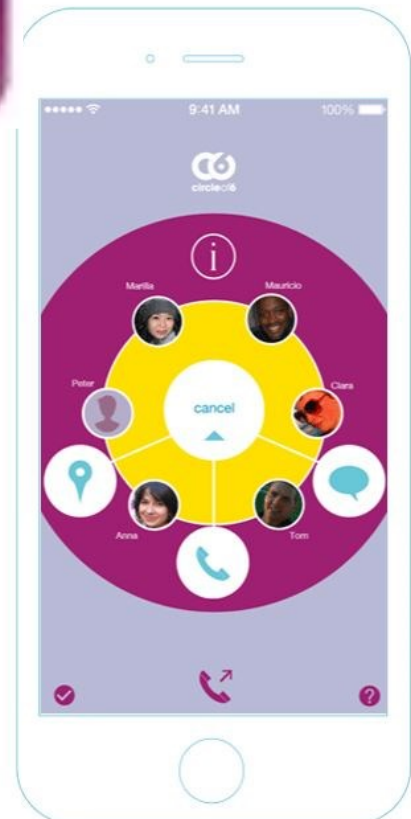 9:41 AM 100%
circleof6
i
Marilia Mauricio
Peter Clara
cancel
Anna Tom
?